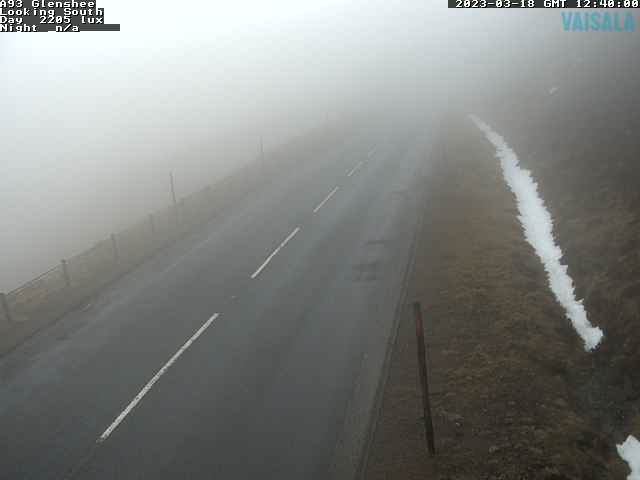 A93 Glenshee
Looking South
Day 2205 lux
Night n/a
2023-03-18 GMT 12:40:00
VAISALA